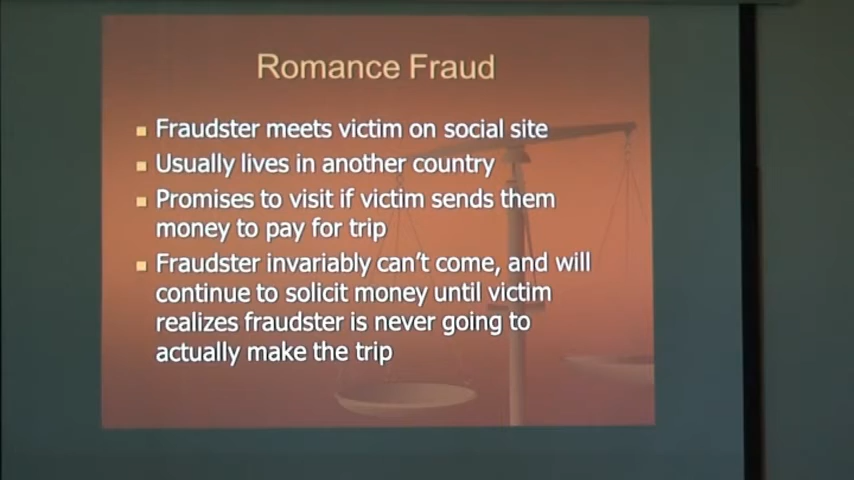 Romance Fraud
Fraudster meets victim on social site
Usually lives in another country
Promises to visit if victim sends them
money to pay for trip
Fraudster invariably can't come, and will
continue to solicit money until victim
realizes fraudster is never going to
actually make the trip